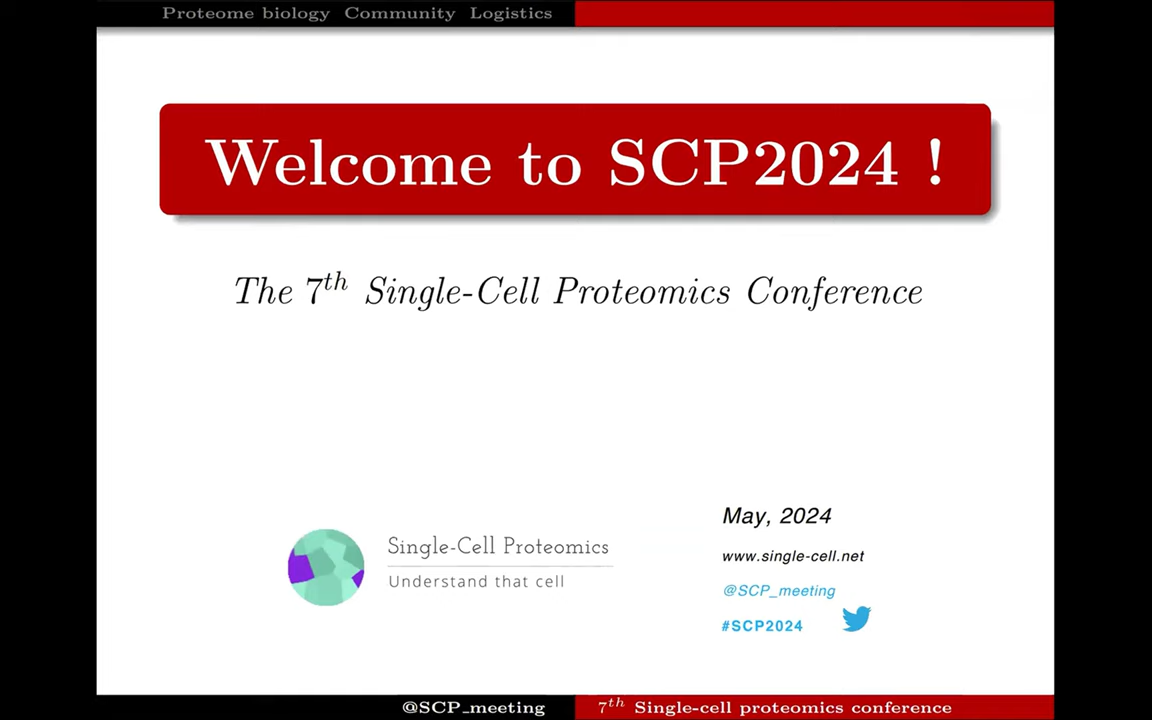 Proteome biology Community Logistics
Welcome to SCP2024 !
The 7th Single-Cell Proteomics Conference
Single-Cell Proteomics
Understand that cell
May, 2024
www.single-cell.net
@SCP_meeting
#SCP2024
@SCP_meeting 7th Single-cell proteomics conference